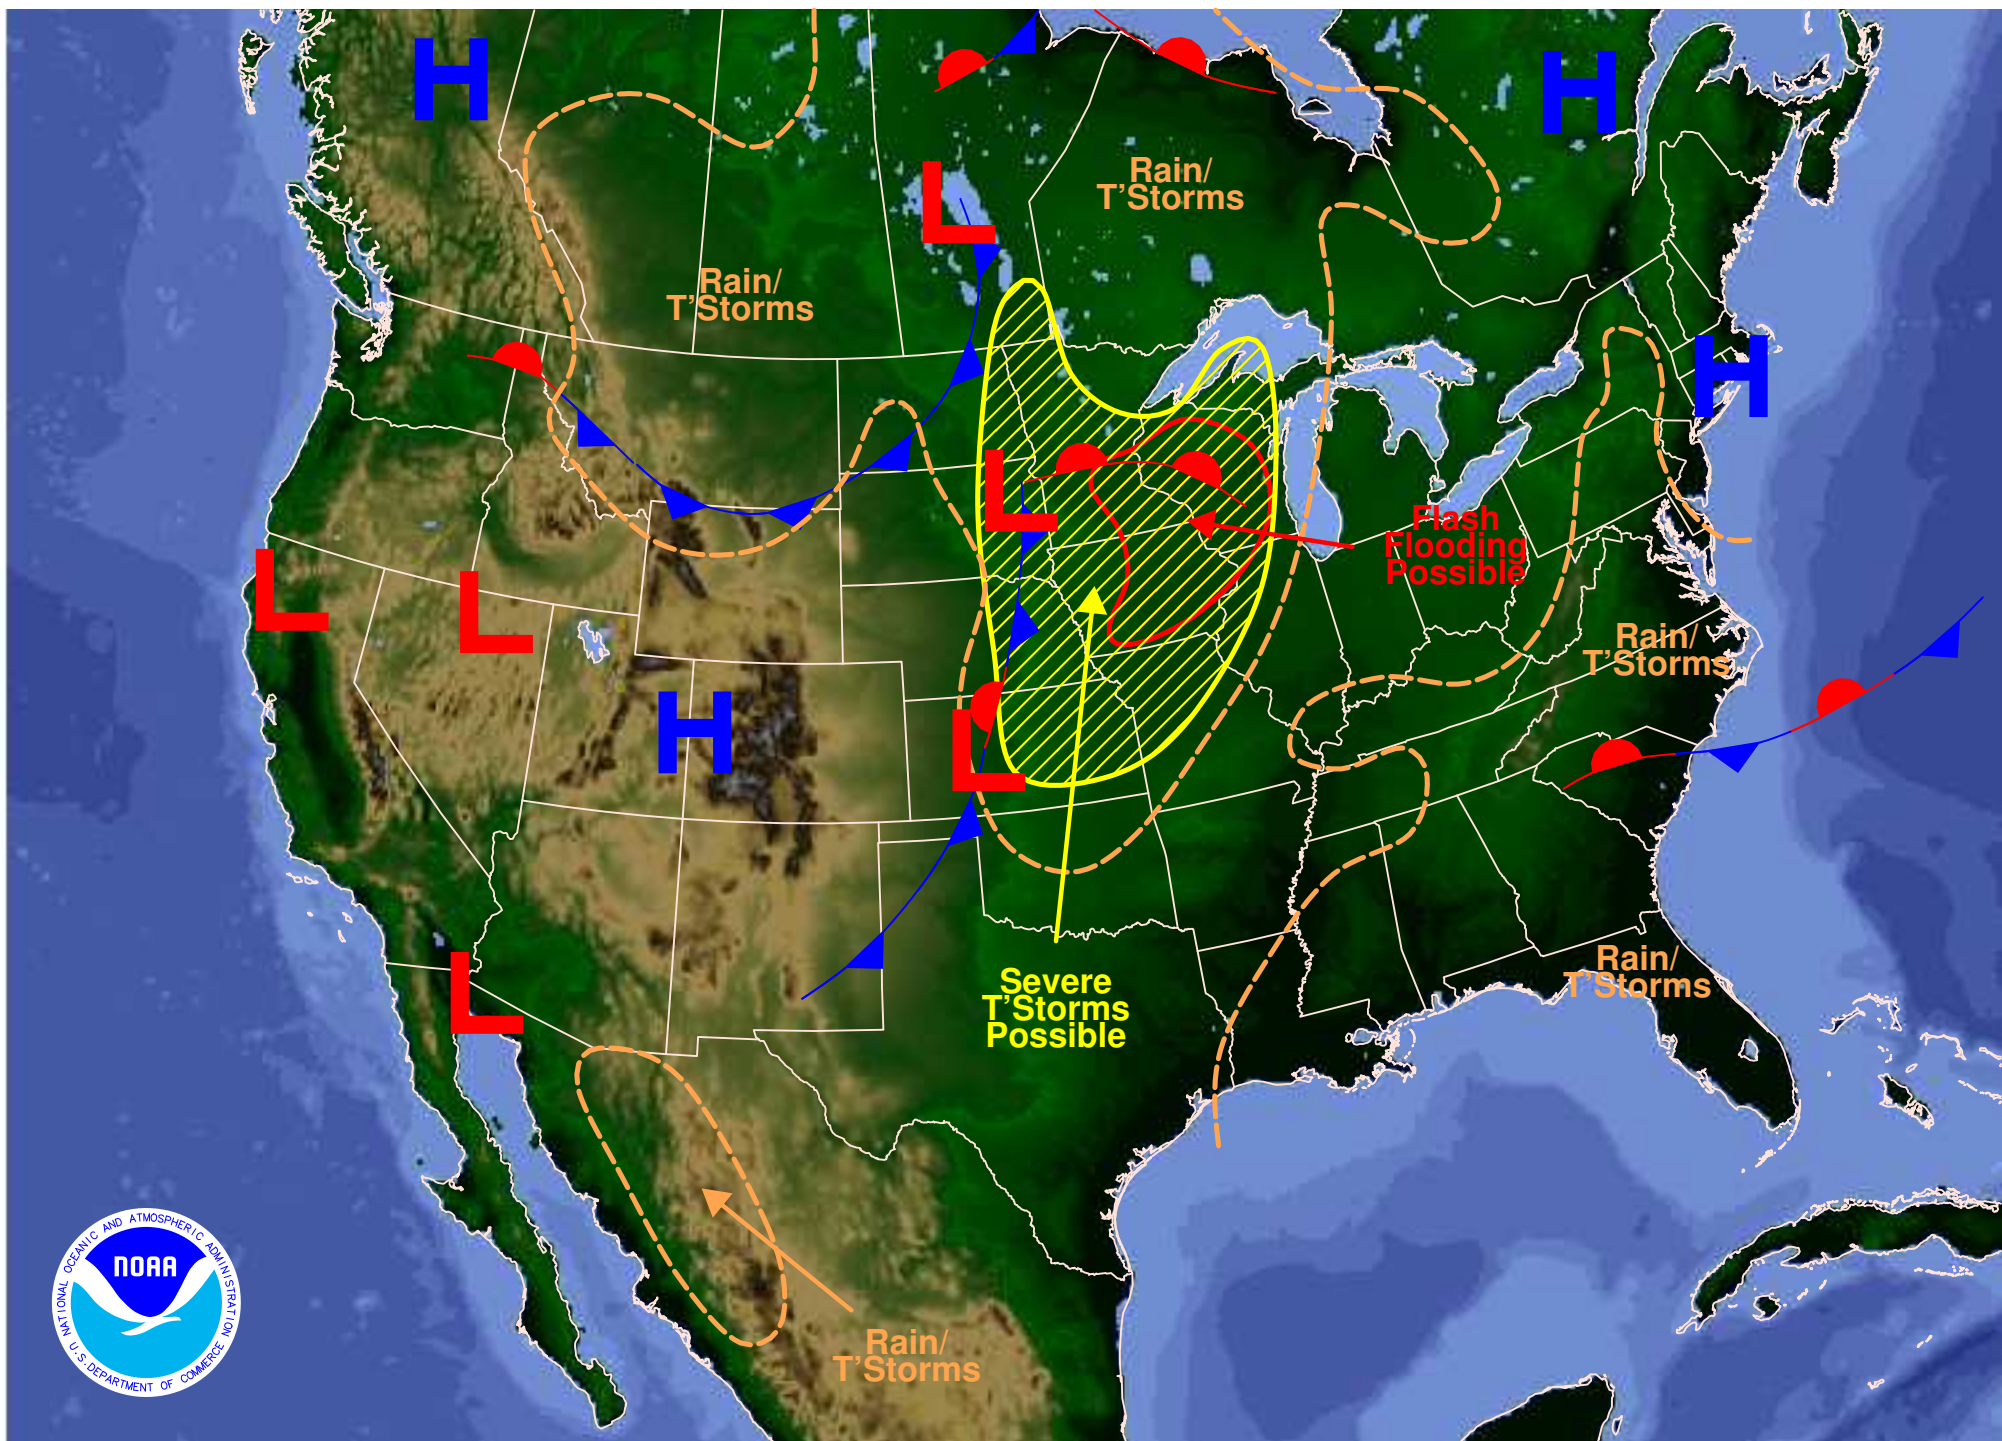 H
H
L
Rain/
T'Storms
Rain/
T'Storms
H
L
Flash
Flooding
Possible
L
L
Rain/
T'Storms
H
L
L
Severe
T'Storms
Possible
Rain/
T'Storms
Rain/
T'Storms
NATIONAL OCEANIC AND ATMOSPHERIC ADMINISTRATION
NOAA
U.S. DEPARTMENT OF COMMERCE